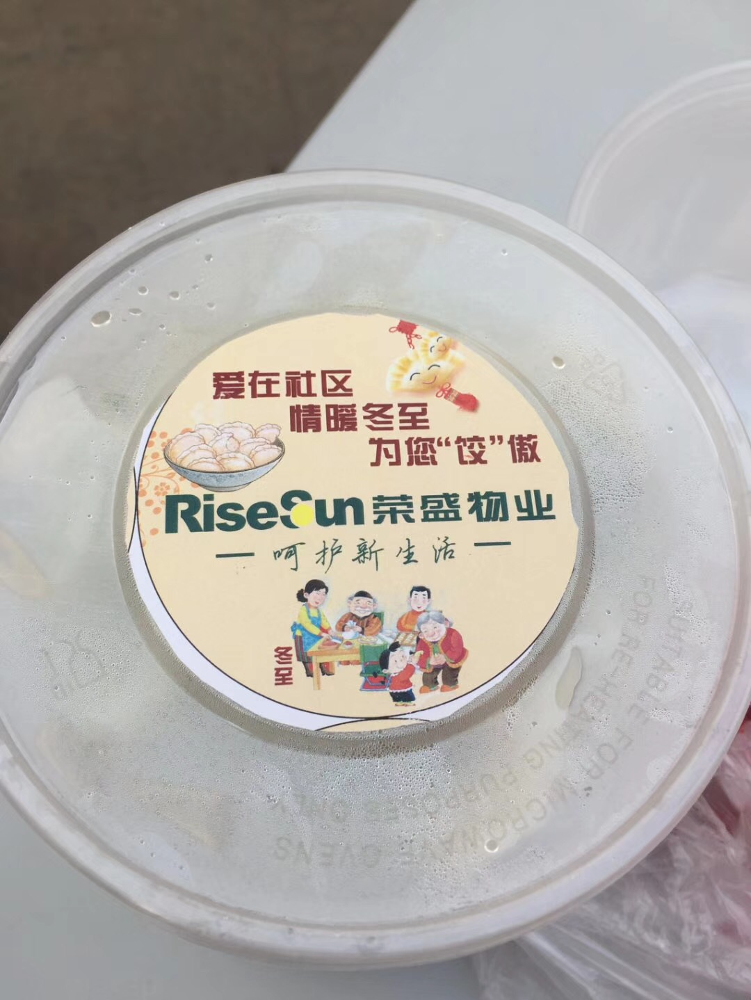 爱在社区
情暖冬至
为您“饺”傲
RiseSun荣盛物业
呵护新生活
冬至
SUITABLE FOR MICROWAVE OVENS
FOR RE-HEATING PURPOSES ONLY